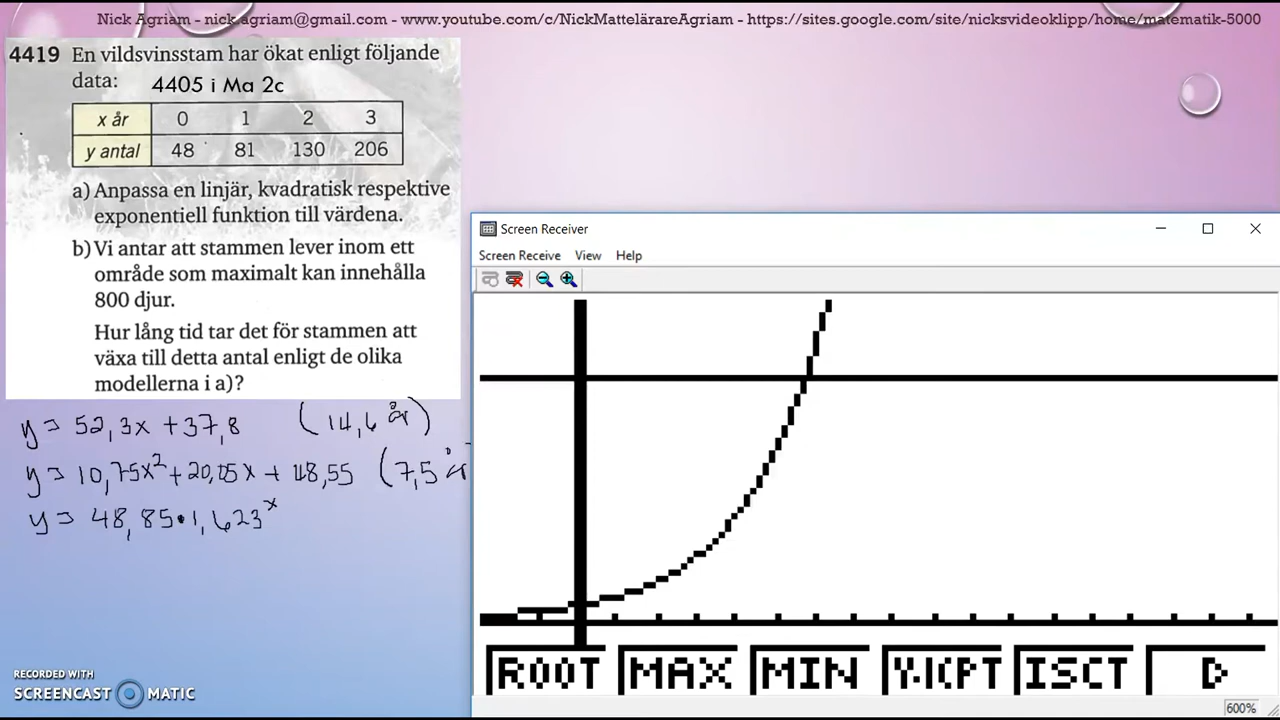 Nick Agriam - nick.agriam@gmail.com - www.youtube.com/c/NickMattelärareAgriam - https://sites.google.com/site/nicksvideoklipp/home/matematik-5000
4419 En vildsvinsstam har ökat enligt följande
data: 4405 i Ma 2c
x år 0 1 2 3
y antal 48 81 130 206
a) Anpassa en linjär, kvadratisk respektive
exponentiell funktion till värdena.
b) Vi antar att stammen lever inom ett
område som maximalt kan innehålla
800 djur.
Hur lång tid tar det för stammen att
växa till detta antal enligt de olika
modellerna i a)?
y = 52,3x + 37,8 (14,6 år)
y = 10,75x² + 20,05x + 48,55 (7,5 år
y = 48,85 • 1,623^x
Screen Receiver
Screen Receive View Help
ROOT MAX MIN Y-ICPT ISCT
600%
RECORDED WITH
SCREENCAST MATIC